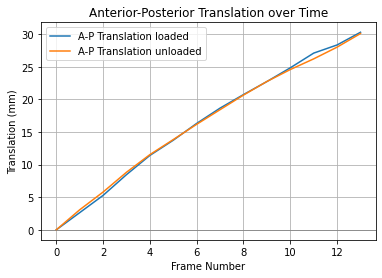 Anterior-Posterior Translation over Time
A-P Translation loaded
A-P Translation unloaded
Translation (mm)
30
25
20
15
10
5
0
0 2 4 6 8 10 12
Frame Number